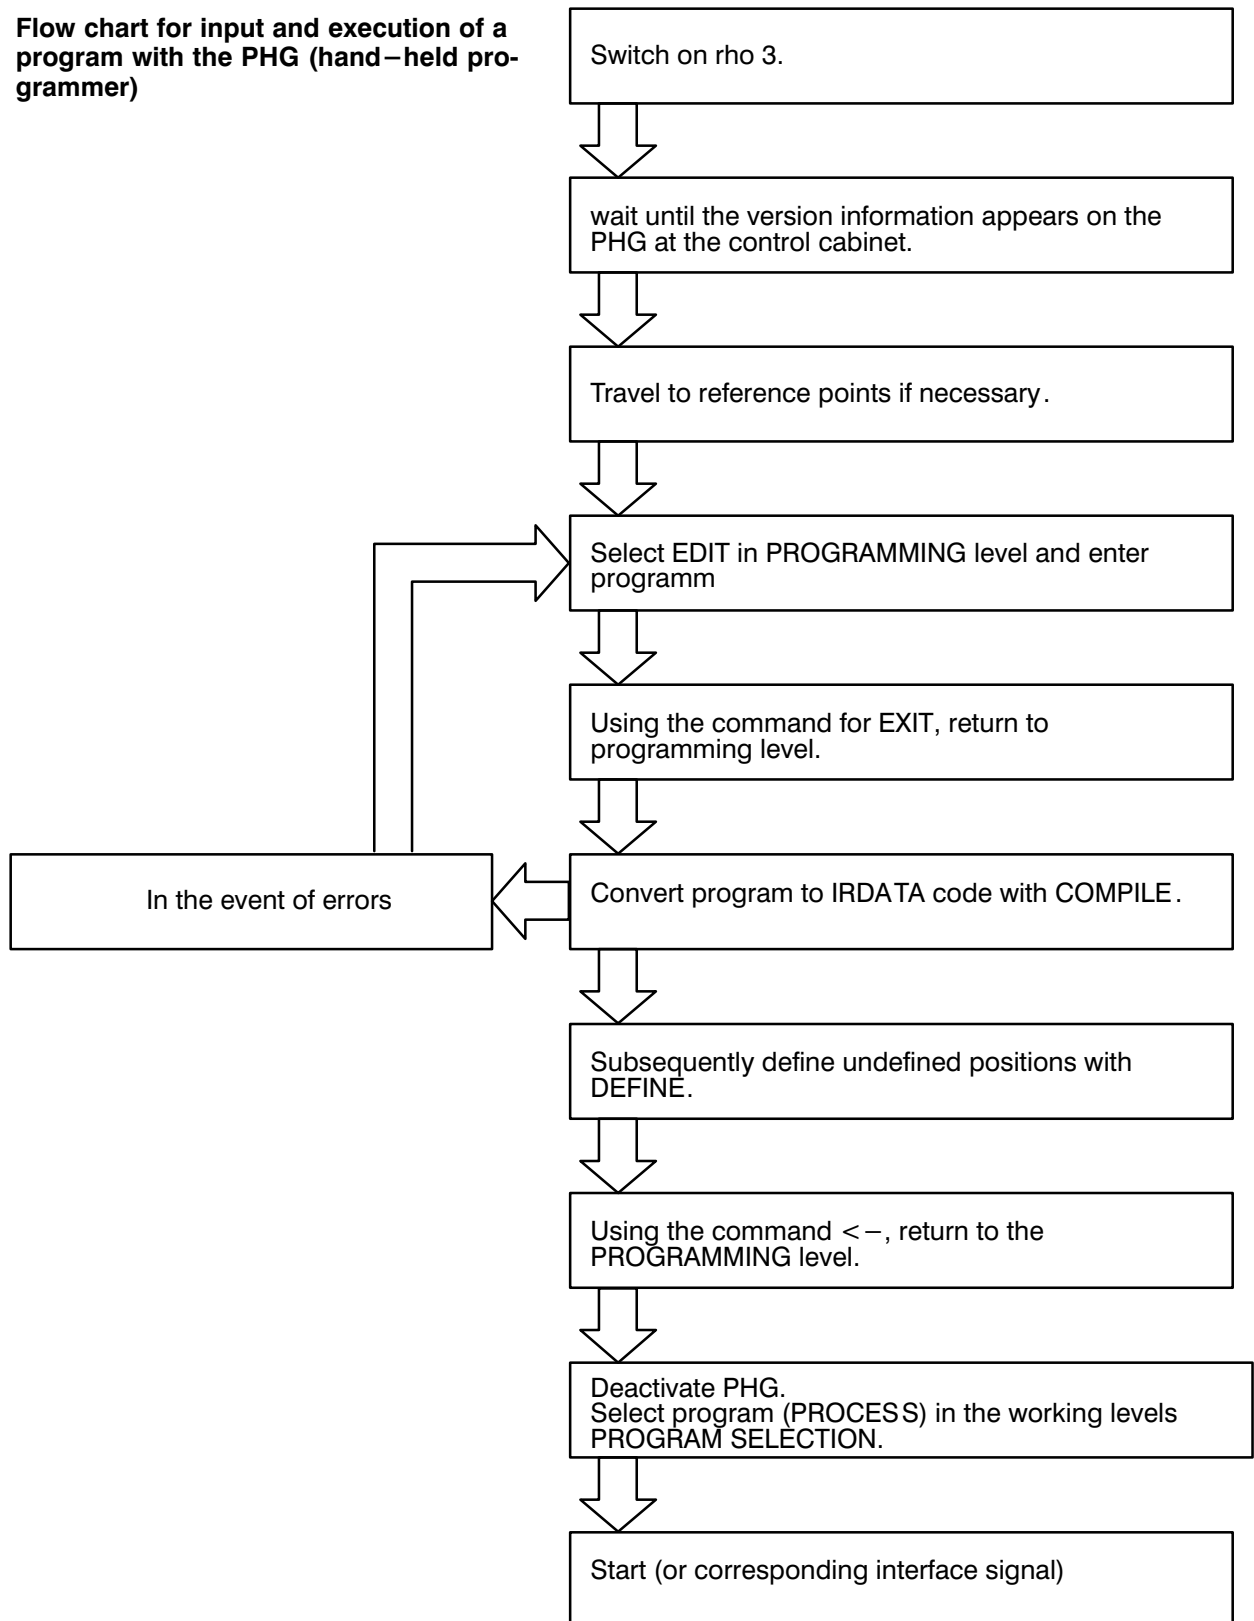 Flow chart for input and execution of a
program with the PHG (hand–held pro-
grammer)
Switch on rho 3.
wait until the version information appears on the
PHG at the control cabinet.
Travel to reference points if necessary.
Select EDIT in PROGRAMMING level and enter
programm
Using the command for EXIT, return to
programming level.
In the event of errors
Convert program to IRDATA code with COMPILE.
Subsequently define undefined positions with
DEFINE.
Using the command <–, return to the
PROGRAMMING level.
Deactivate PHG.
Select program (PROCESS) in the working levels
PROGRAM SELECTION.
Start (or corresponding interface signal)